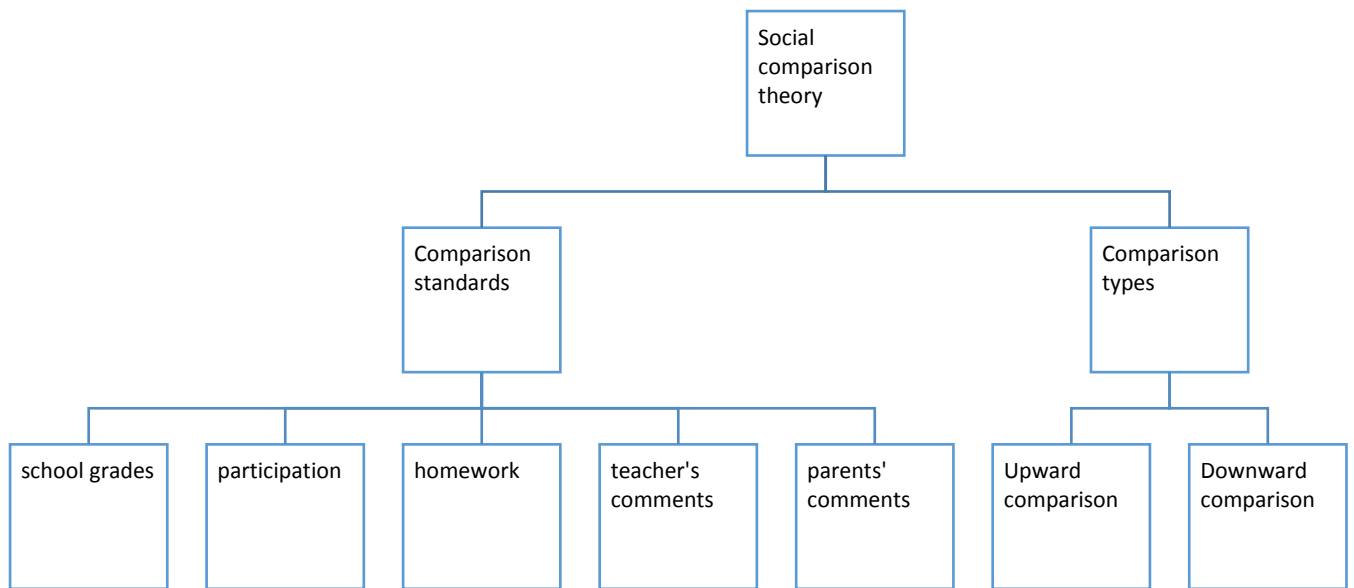 Social
comparison
theory
Comparison
standards
Comparison
types
school grades
participation
homework
teacher's
comments
parents'
comments
Upward
comparison
Downward
comparison